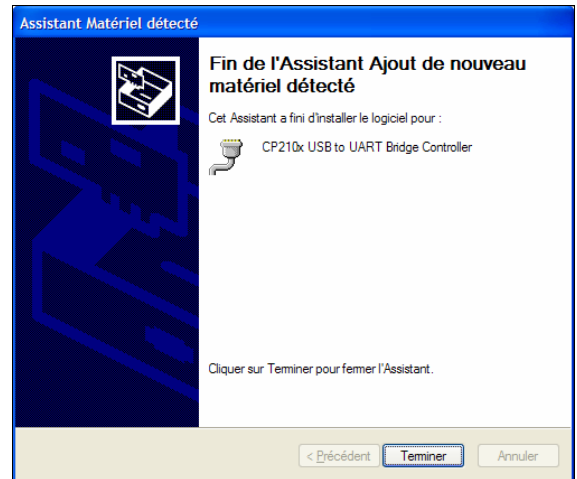 Assistant Matériel détecté
Fin de l'Assistant Ajout de nouveau
matériel détecté
Cet Assistant a fini d'installer le logiciel pour :
CP210x USB to UART Bridge Controller
Cliquer sur Terminer pour fermer l'Assistant.
< Précédent Terminer Annuler